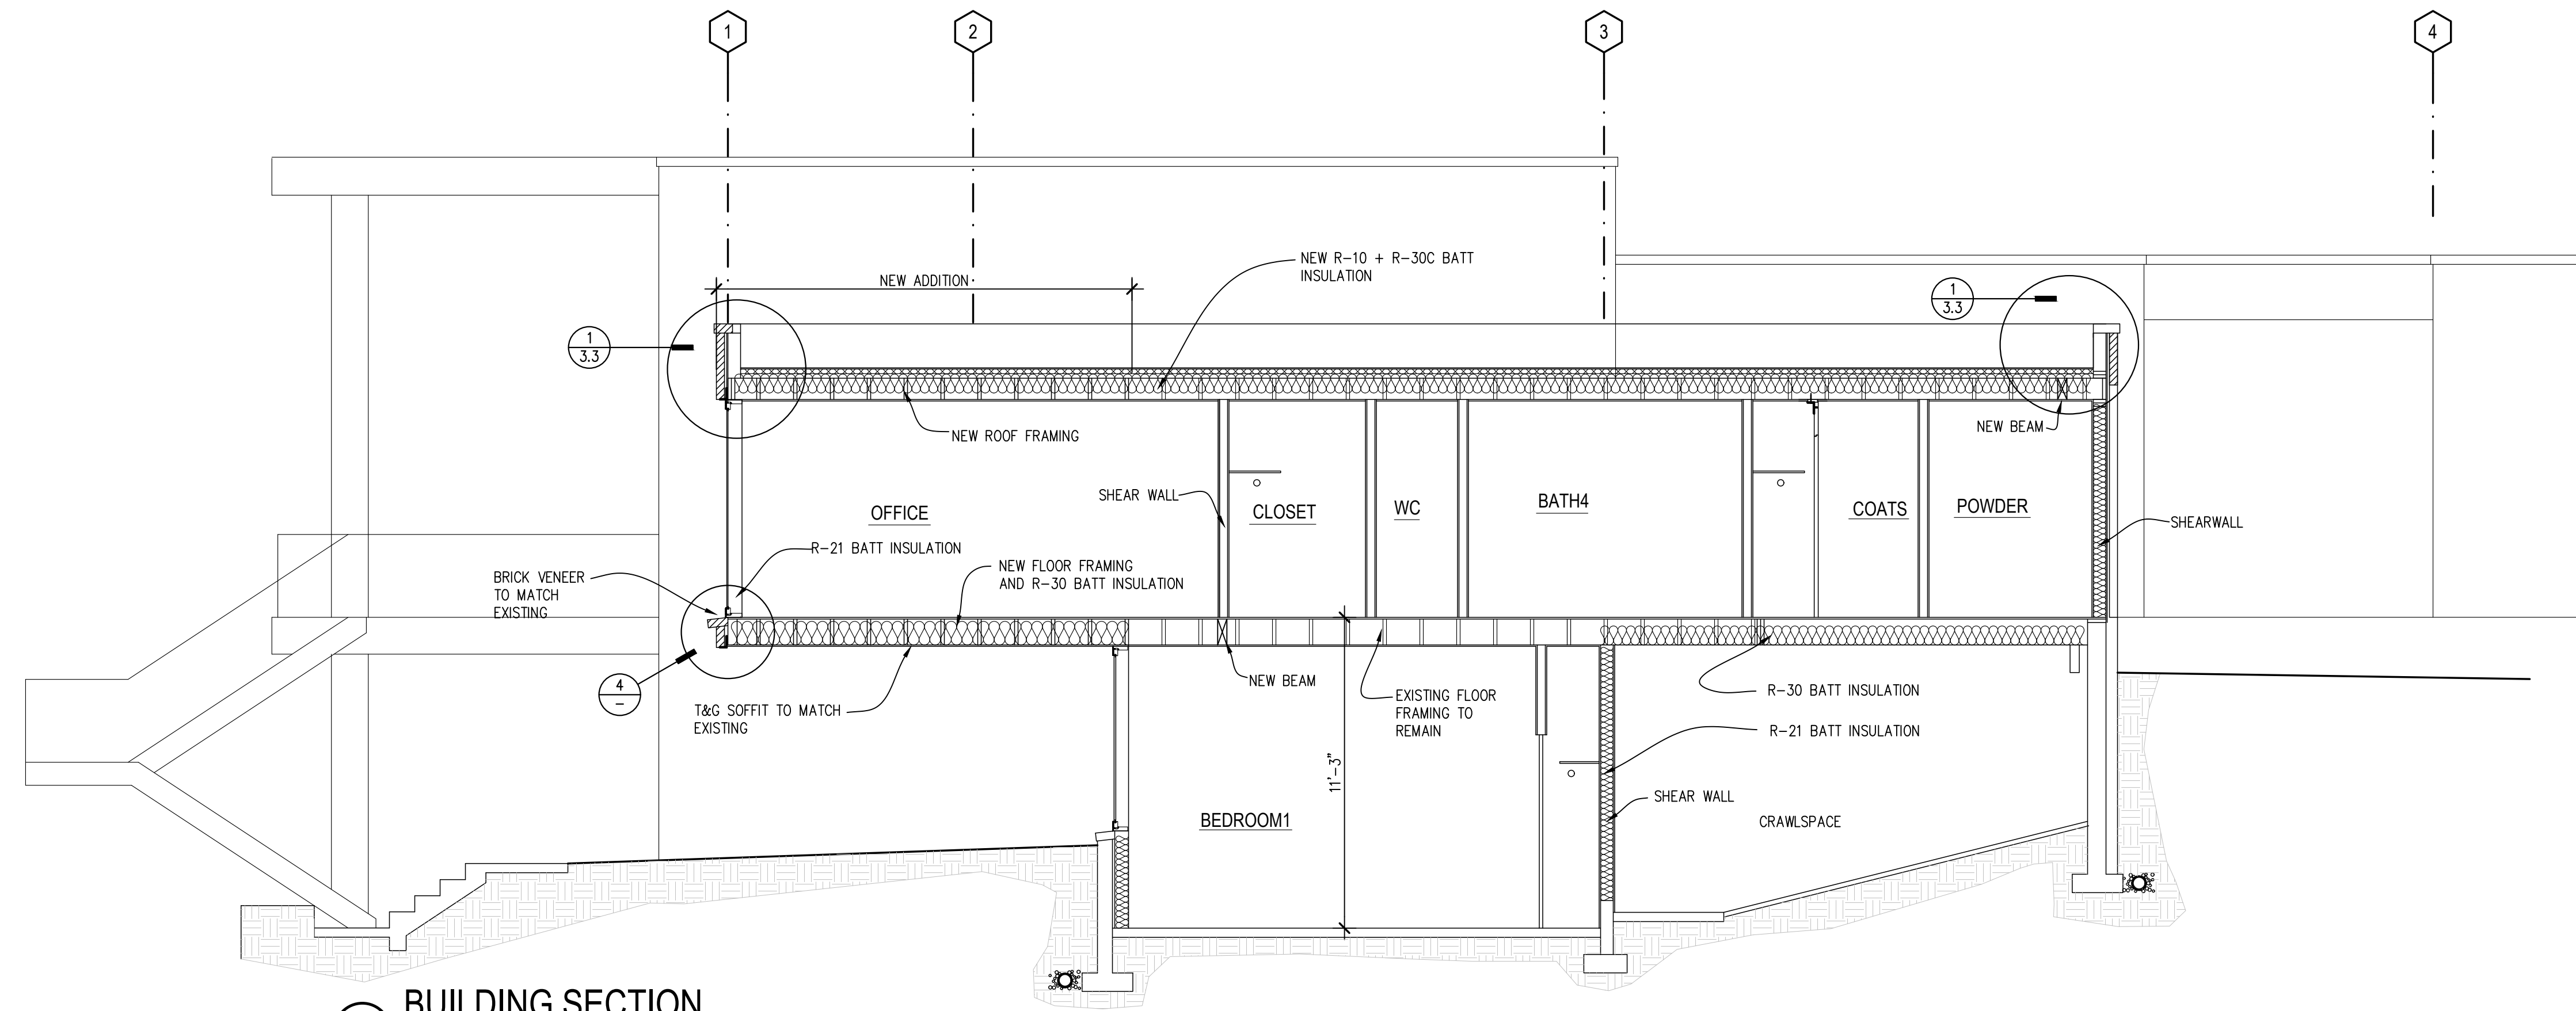 1
2
3
4
NEW R-10 + R-30C BATT
INSULATION
NEW ADDITION
1
3.3
1
3.3
NEW ROOF FRAMING
NEW BEAM
SHEAR WALL
OFFICE
CLOSET
WC
BATH4
COATS
POWDER
SHEARWALL
R-21 BATT INSULATION
BRICK VENEER
TO MATCH
EXISTING
NEW FLOOR FRAMING
AND R-30 BATT INSULATION
4
-
T&G SOFFIT TO MATCH
EXISTING
NEW BEAM
EXISTING FLOOR
FRAMING TO
REMAIN
R-30 BATT INSULATION
R-21 BATT INSULATION
11'-3"
SHEAR WALL
BEDROOM1
CRAWLSPACE
BUILDING SECTION